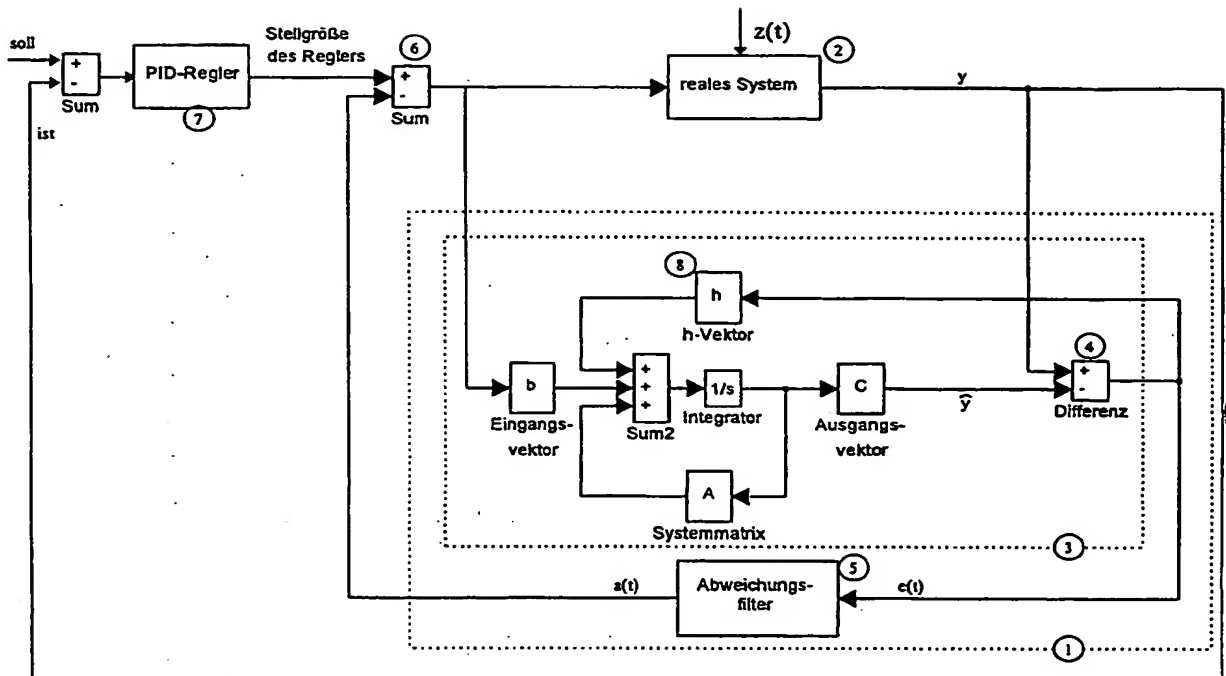 soll
+
-
Sum
ist
PID-Regler
7
Stellgröße
des Reglers
6
+
-
Sum
z(t)
2
reales System
y
8
h
h-Vektor
4
+
-
Differenz
b
Eingangs-
vektor
+
+
+
Sum2
1/s
Integrator
C
Ausgangs-
vektor
ŷ
A
Systemmatrix
3
5
Abweichungs-
filter
a(t)
e(t)
1